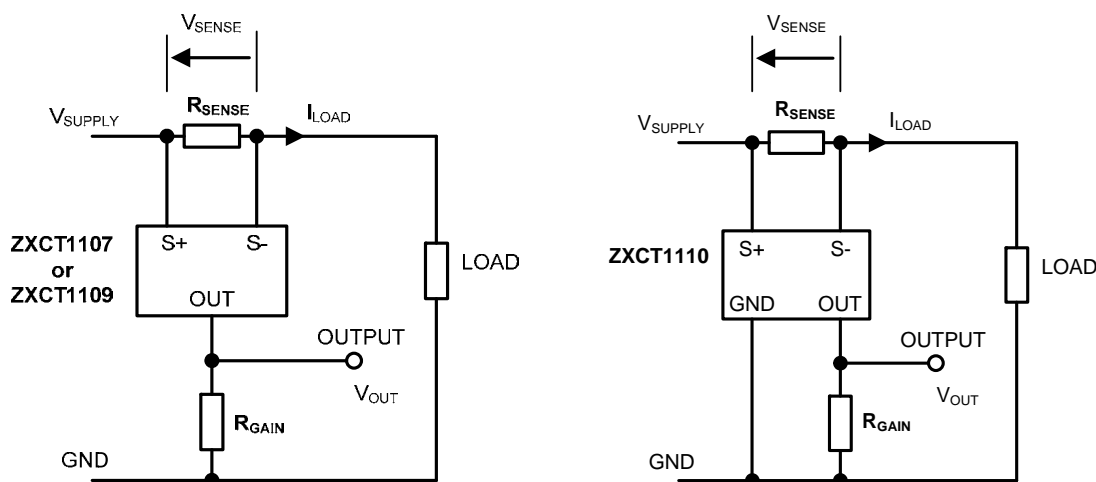 VSENSE
RSENSE
VSUPPLY
ILOAD
ZXCT1107
or
ZXCT1109
S+ S-
OUT
LOAD
OUTPUT
VOUT
RGAIN
GND
VSENSE
RSENSE
VSUPPLY
ILOAD
ZXCT1110
S+ S-
GND OUT
LOAD
OUTPUT
VOUT
RGAIN
GND